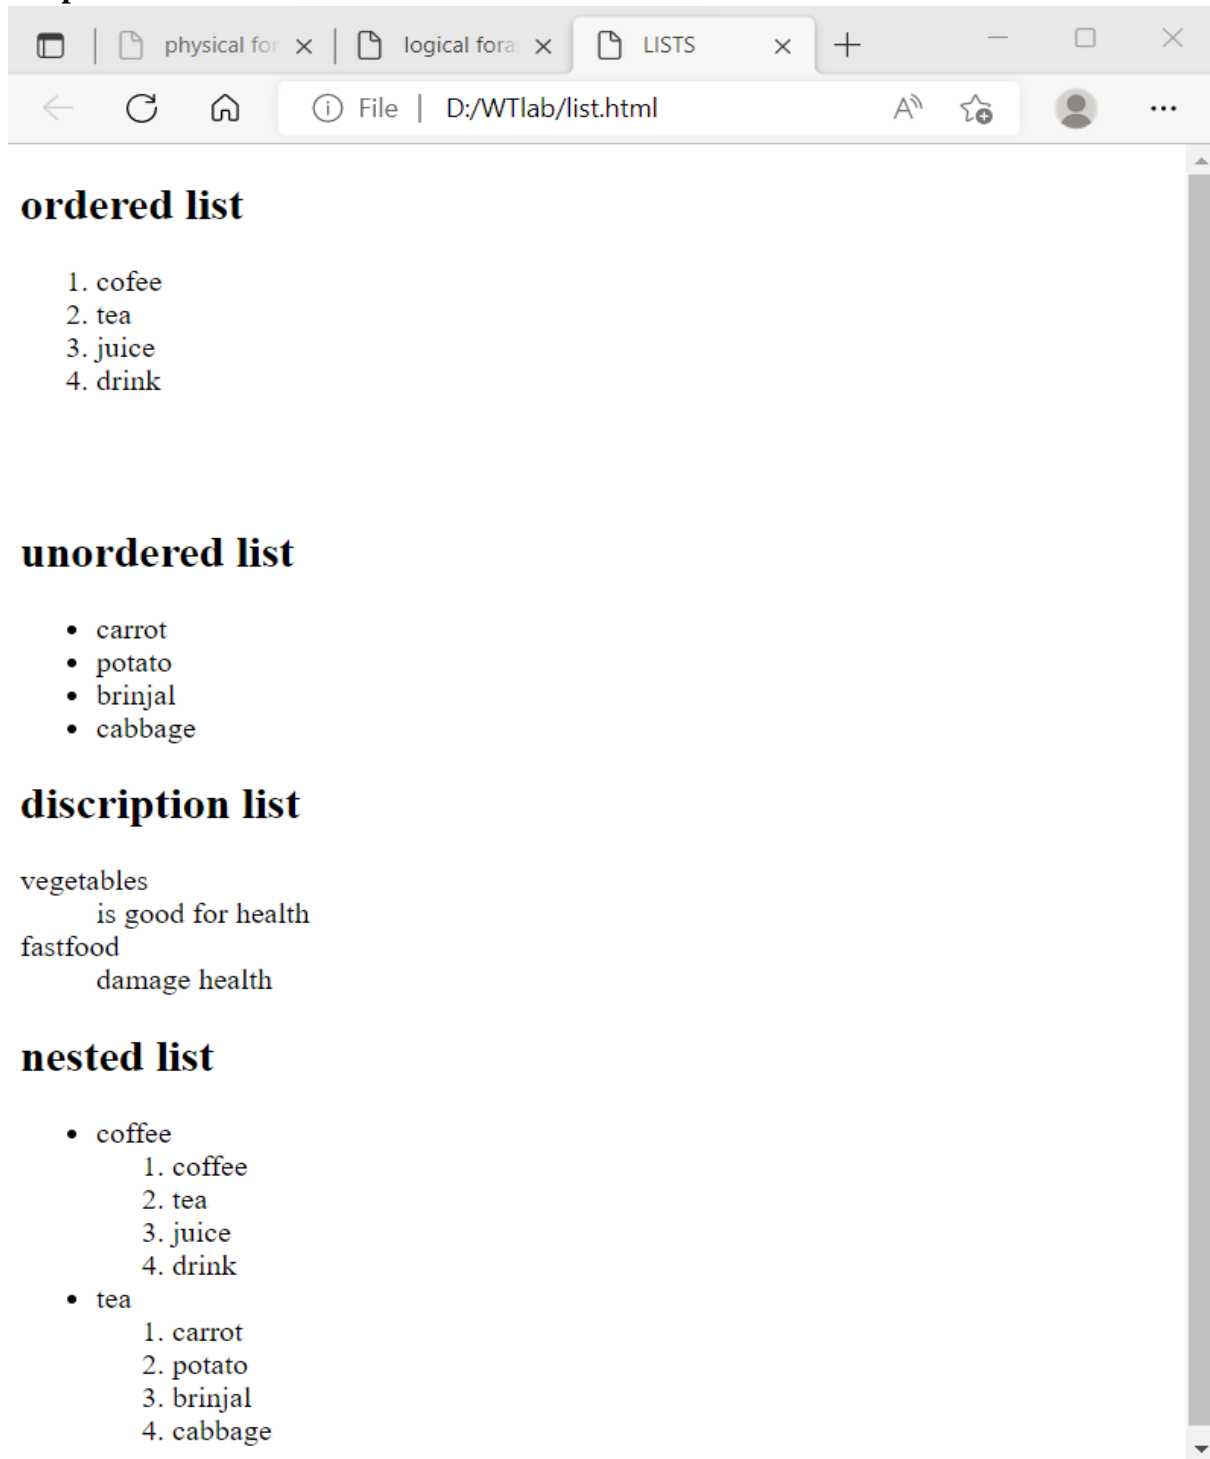 physical for logical fora LISTS
File | D:/WTlab/list.html
ordered list
1. cofee
2. tea
3. juice
4. drink
unordered list
• carrot
• potato
• brinjal
• cabbage
discription list
vegetables
is good for health
fastfood
damage health
nested list
• coffee
1. coffee
2. tea
3. juice
4. drink
• tea
1. carrot
2. potato
3. brinjal
4. cabbage